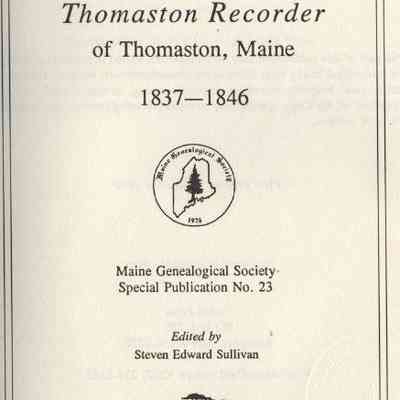 Thomaston Recorder
of Thomaston, Maine
1837—1846
Maine Genealogical Society
1976
Maine Genealogical Society
Special Publication No. 23
Edited by
Steven Edward Sullivan